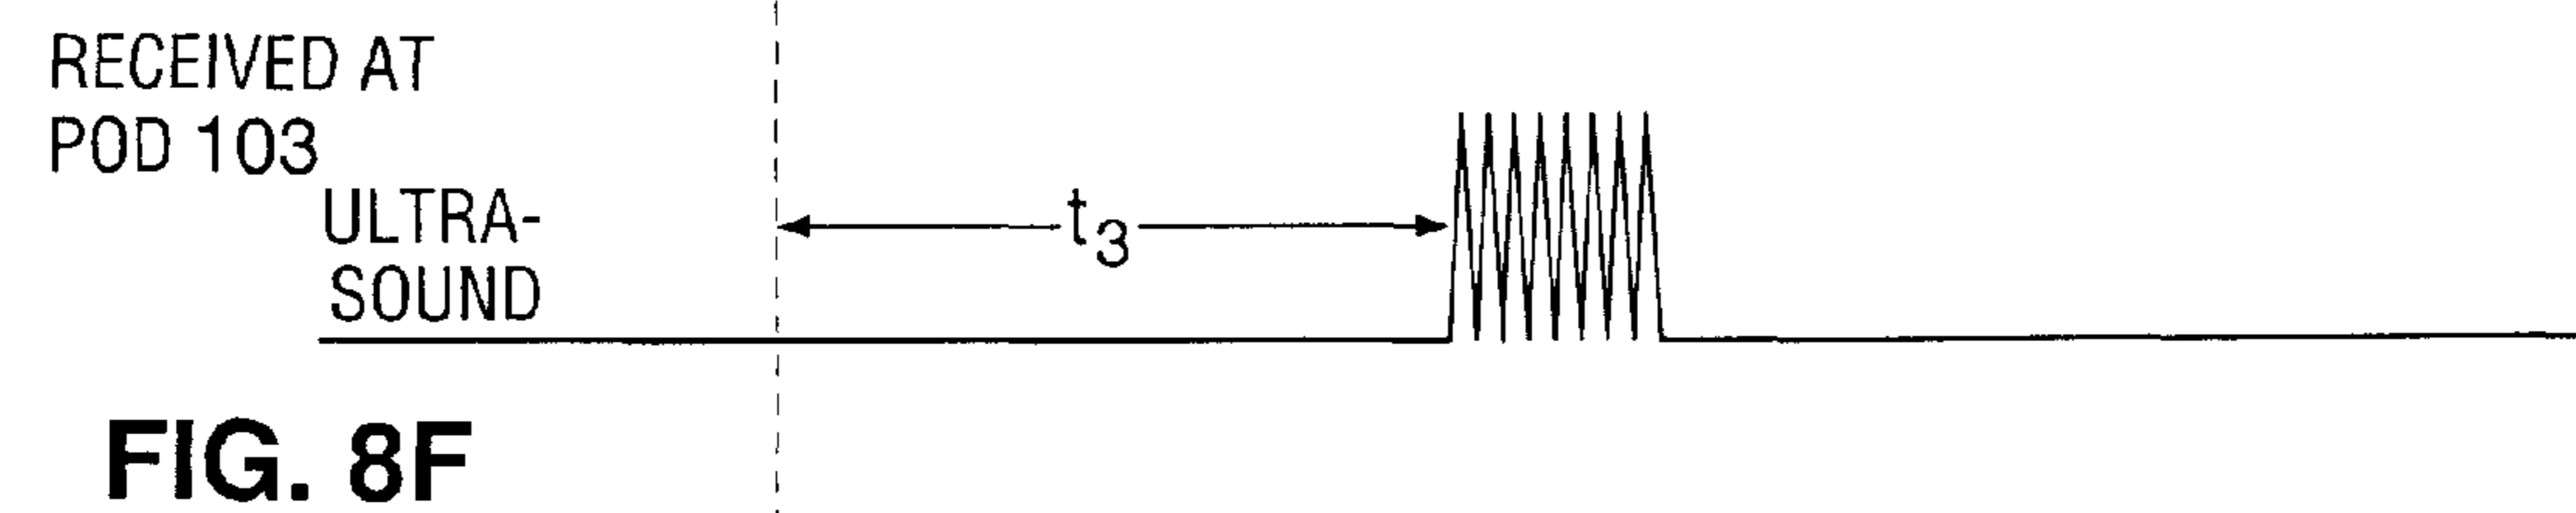 RECEIVED AT
POD 103
ULTRA-
SOUND
t₃
FIG. 8F